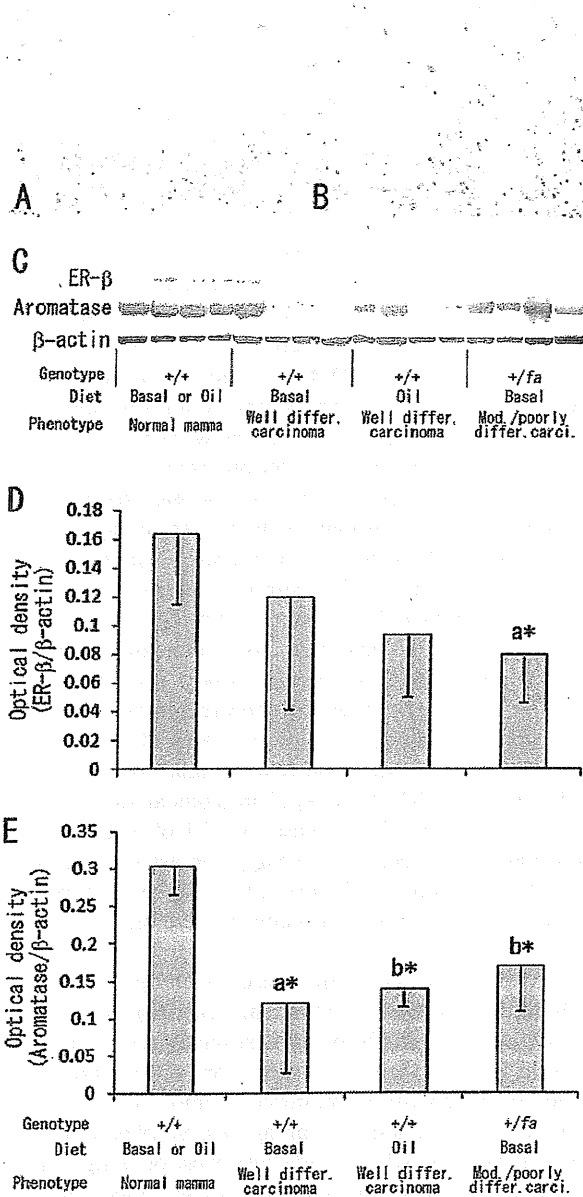 A B
C
ER-β
Aromatase
β-actin
Genotype +/+ +/+ +/+ +/fa
Diet Basal or Oil Basal Oil Basal
Phenotype Normal mamma Well differ. carcinoma Well differ. carcinoma Mod./poorly differ. carci.
D
Optical density
(ER-β/β-actin)
0.18
0.16
0.14
0.12
0.1
0.08
0.06
0.04
0.02
0
a*
E
Optical density
(Aromatase/β-actin)
0.35
0.3
0.25
0.2
0.15
0.1
0.05
0
a*
b*
b*
Genotype +/+ +/+ +/+ +/fa
Diet Basal or Oil Basal Oil Basal
Phenotype Normal mamma Well differ. carcinoma Well differ. carcinoma Mod./poorly differ. carci.